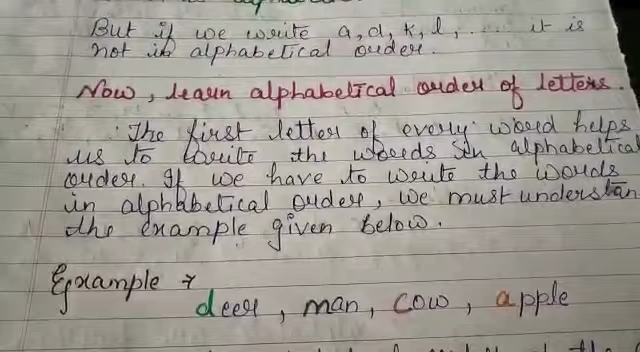 But if we write a, d, k, l, ..... it is
not in alphabetical order.
Now, learn alphabetical order of letters.
The first letter of every word helps
us to write the words in alphabetical
order. If we have to write the words
in alphabetical order, we must understan
the example given below.
Example →
deer, man, cow, apple